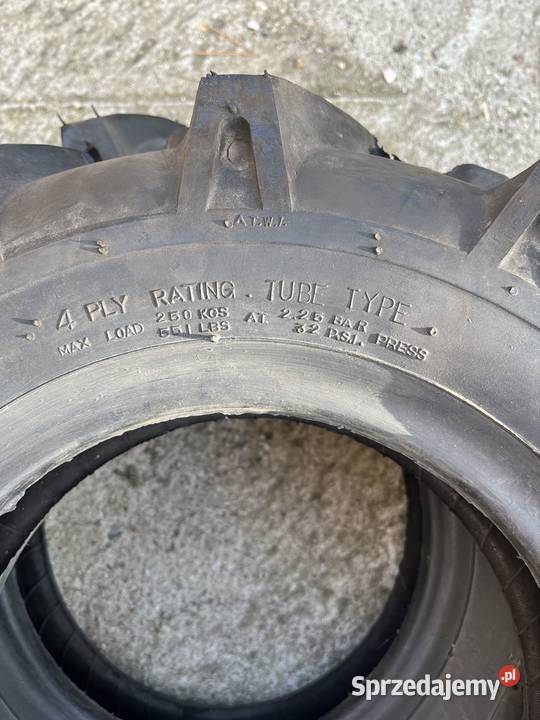 △T.W.I.
4 PLY RATING. TUBE TYPE
MAX LOAD 250 KGS AT 2.25 BAR
551 LBS 32 P.S.I. PRESS
Sprzedajemy.pl